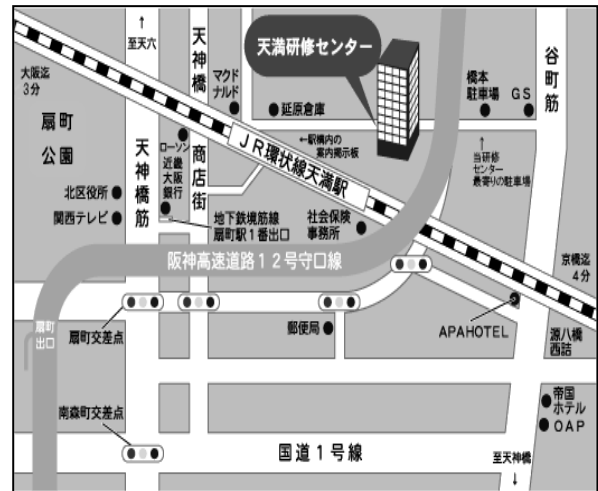 ↑
至天六
天神橋
天満研修センター
谷町筋
大阪迄
3分
マクド
ナルド
延原倉庫
橋本
駐車場
GS
扇町
公園
天神橋筋
ローソン
近畿
大阪
銀行
商店街
JR環状線天満駅
←駅構内の
案内掲示板
↑
当研修
センター
最寄りの駐車場
北区役所
関西テレビ
地下鉄境筋線
扇町駅1番出口
社会保険
事務所
阪神高速道路12号守口線
京橋迄
4分
扇町
出口
扇町交差点
郵便局
APAHOTEL
源八橋
西詰
南森町交差点
国道1号線
帝国
ホテル
OAP
至天神橋
↓